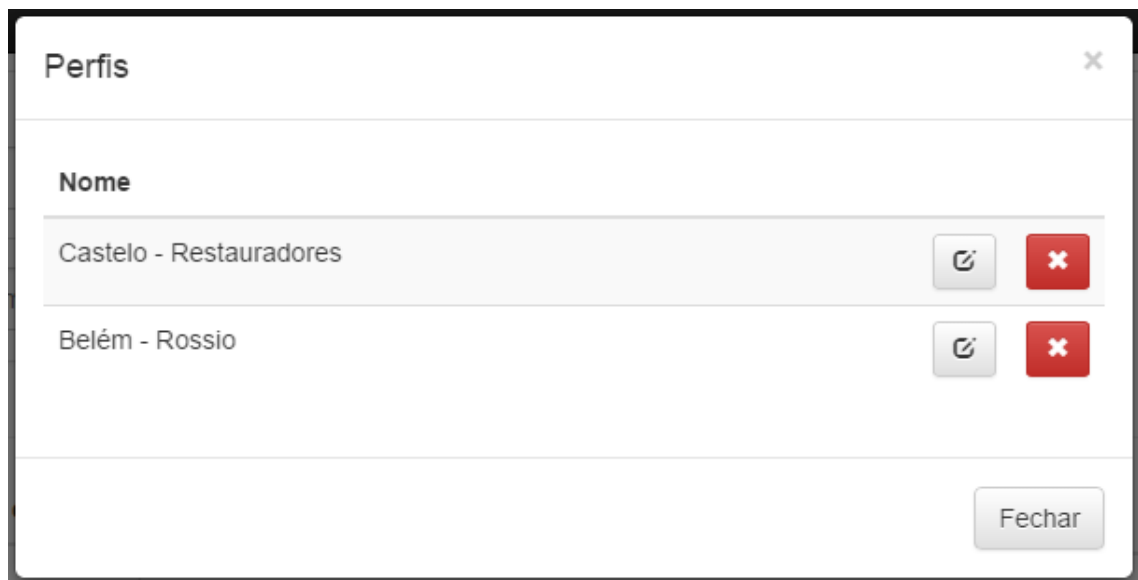 Perfis
Nome
Castelo - Restauradores
Belém - Rossio
Fechar